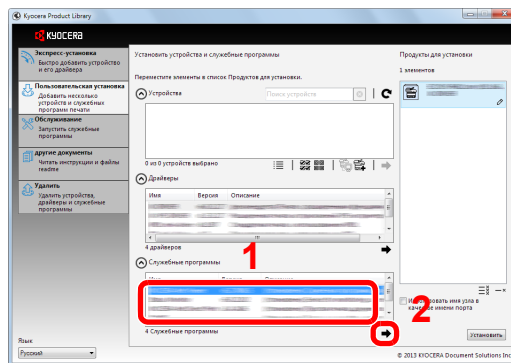 Kyocera Product Library
KYOCERA
Экспресс-установка
Быстро добавить устройство
и его драйвера
Пользовательская установка
Добавить несколько
устройств и служебных
программ печати
Обслуживание
Запустить служебные
программы
другие документы
Читать инструкции и файлы
readme
Удалить
Удалить устройства,
драйверы и служебные
программы
Язык
Русский
Установить устройства и служебные программы
Переместите элементы в список Продуктов для установки.
Устройства
Поиск устройств
0 из 0 устройств выбрано
Драйверы
Имя Версия Описание
4 драйверов
1
Служебные программы
4 Служебные программы
2
Продукты для установки
1 элементов
Использовать имя узла в
качестве имени порта
Установить
© 2013 KYOCERA Document Solutions Inc.